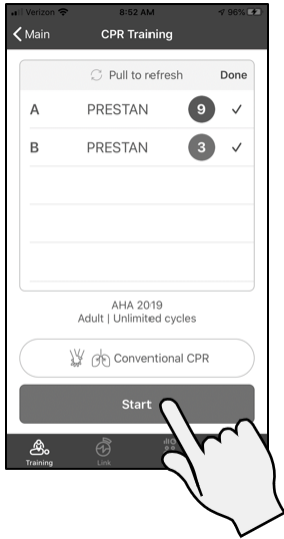 Verizon 8:52 AM 96%
Main CPR Training
Pull to refresh Done
A PRESTAN 9
B PRESTAN 3
AHA 2019
Adult | Unlimited cycles
Conventional CPR
Start
Training Link